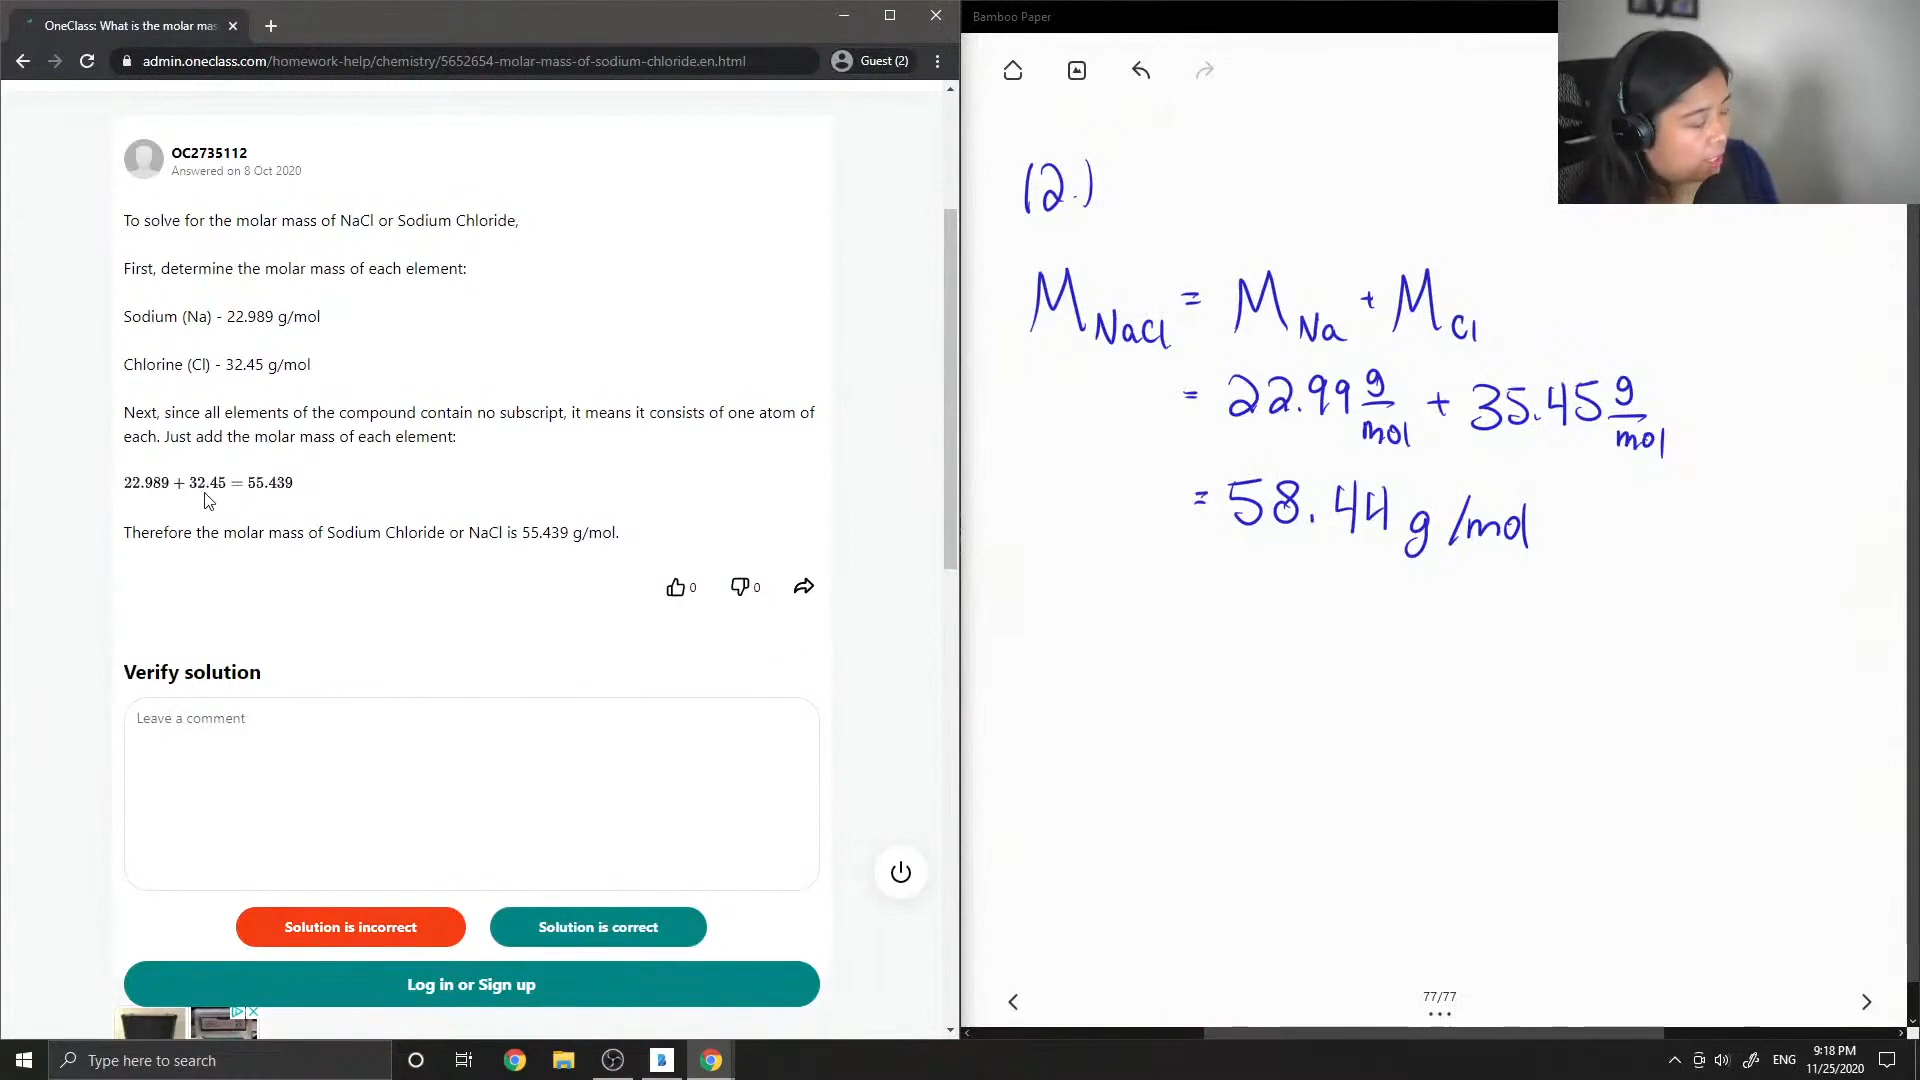 OneClass: What is the molar mas
admin.oneclass.com/homework-help/chemistry/5652654-molar-mass-of-sodium-chloride.en.html
Guest (2)
OC2735112
Answered on 8 Oct 2020
To solve for the molar mass of NaCl or Sodium Chloride,
First, determine the molar mass of each element:
Sodium (Na) - 22.989 g/mol
Chlorine (Cl) - 32.45 g/mol
Next, since all elements of the compound contain no subscript, it means it consists of one atom of
each. Just add the molar mass of each element:
22.989 + 32.45 = 55.439
Therefore the molar mass of Sodium Chloride or NaCl is 55.439 g/mol.
0
0
Verify solution
Leave a comment
Solution is incorrect
Solution is correct
Log in or Sign up
Bamboo Paper
(2.)
M NaCl = M Na + M Cl
= 22.99 g/mol + 35.45 g/mol
= 58.44 g/mol
77/77
Type here to search
ENG
9:18 PM
11/25/2020